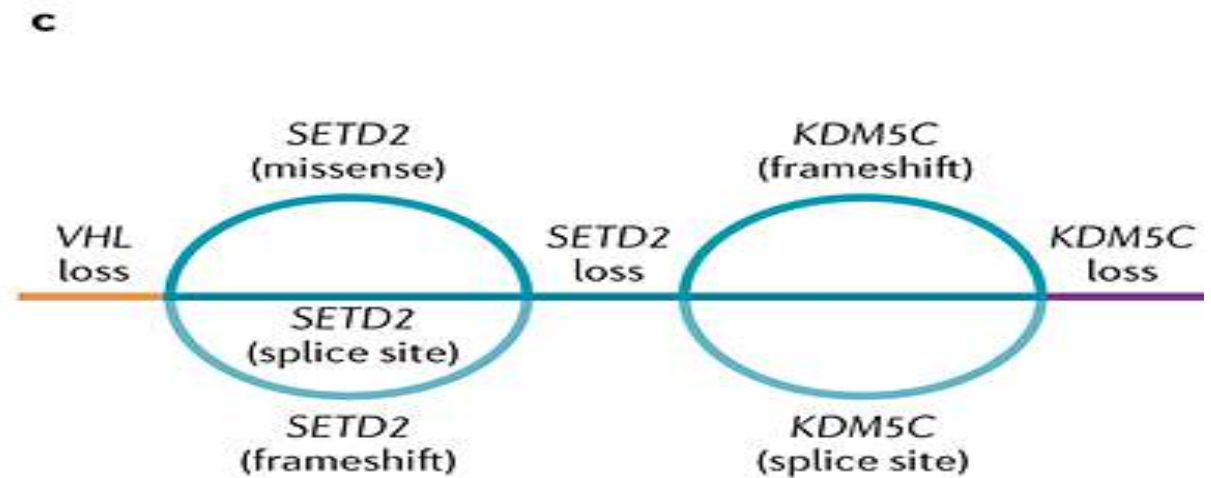 c
SETD2
(missense)
KDM5C
(frameshift)
VHL
loss
SETD2
loss
KDM5C
loss
SETD2
(splice site)
SETD2
(frameshift)
KDM5C
(splice site)